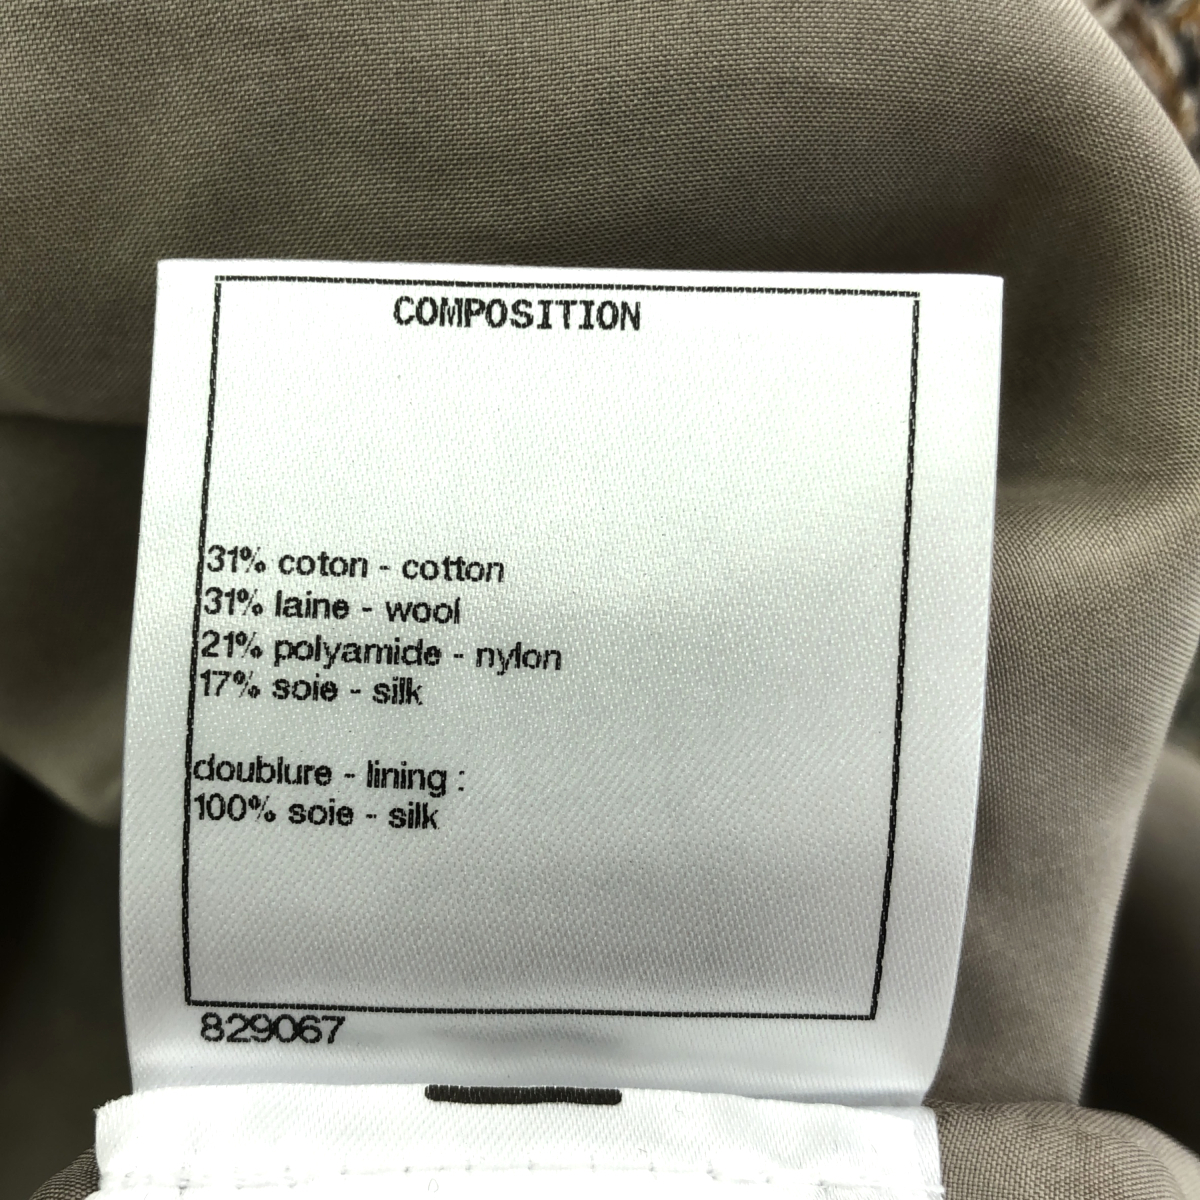 COMPOSITION
31% coton - cotton
31% laine - wool
21% polyamide - nylon
17% soie - silk
doublure - lining :
100% soie - silk
829067